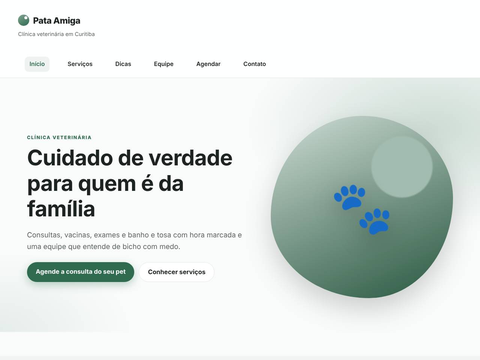 Pata Amiga
Clínica veterinária em Curitiba
Início Serviços Dicas Equipe Agendar Contato
CLÍNICA VETERINÁRIA
Cuidado de verdade
para quem é da
família
Consultas, vacinas, exames e banho e tosa com hora marcada e
uma equipe que entende de bicho com medo.
Agende a consulta do seu pet Conhecer serviços